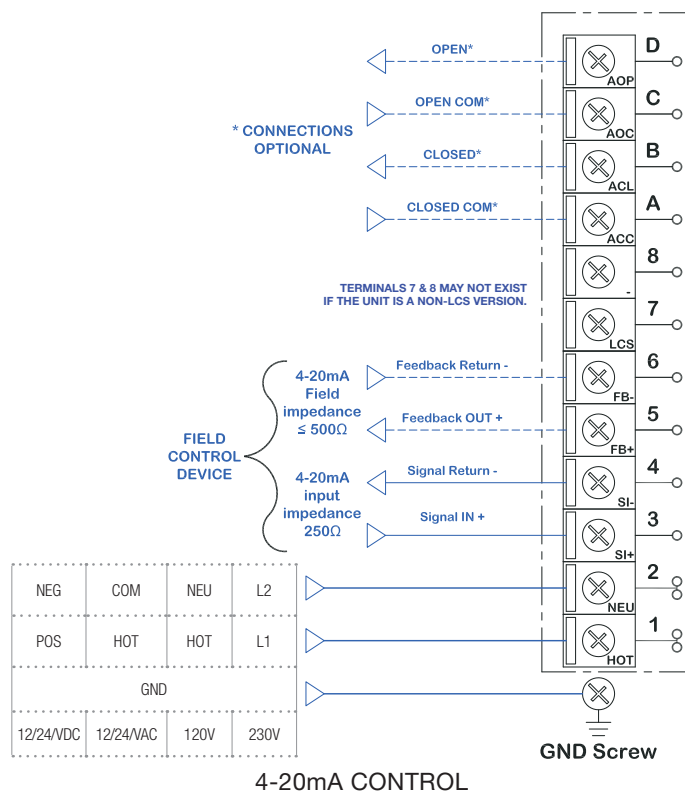 OPEN*
D
AOP
OPEN COM*
C
AOC
* CONNECTIONS
OPTIONAL
CLOSED*
B
ACL
CLOSED COM*
A
ACC
8
-
TERMINALS 7 & 8 MAY NOT EXIST
IF THE UNIT IS A NON-LCS VERSION.
7
LCS
Feedback Return -
6
FB-
4-20mA
Field
impedance
≤ 500Ω
Feedback OUT +
5
FB+
FIELD
CONTROL
DEVICE
Signal Return -
4
SI-
4-20mA
input
impedance
250Ω
Signal IN +
3
SI+
NEG COM NEU L2
2
NEU
POS HOT HOT L1
1
HOT
GND
12/24/VDC 12/24/VAC 120V 230V
GND Screw
4-20mA CONTROL